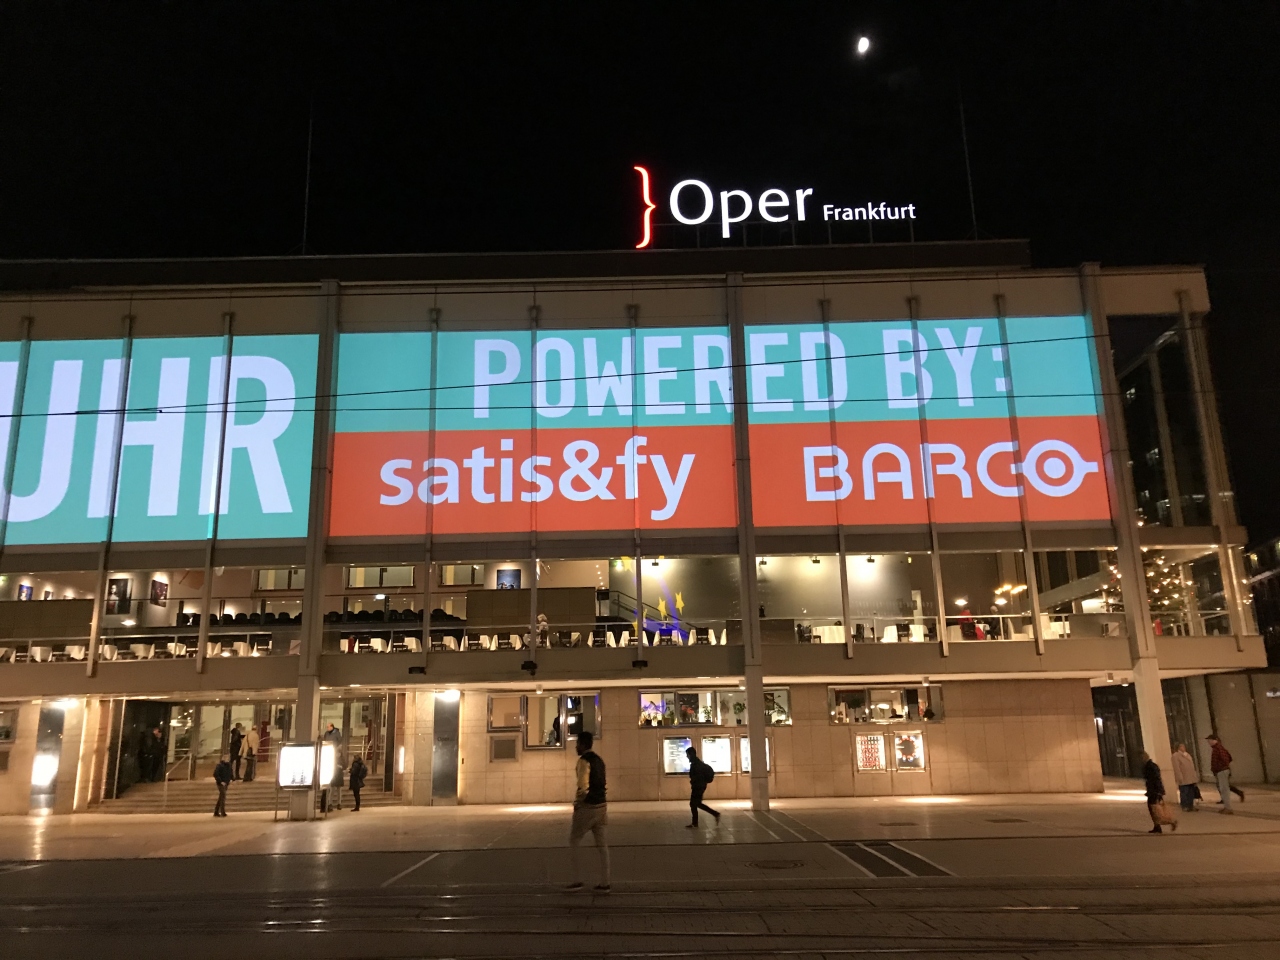 } Oper Frankfurt
UHR
POWERED BY:
satis&fy
BARCO